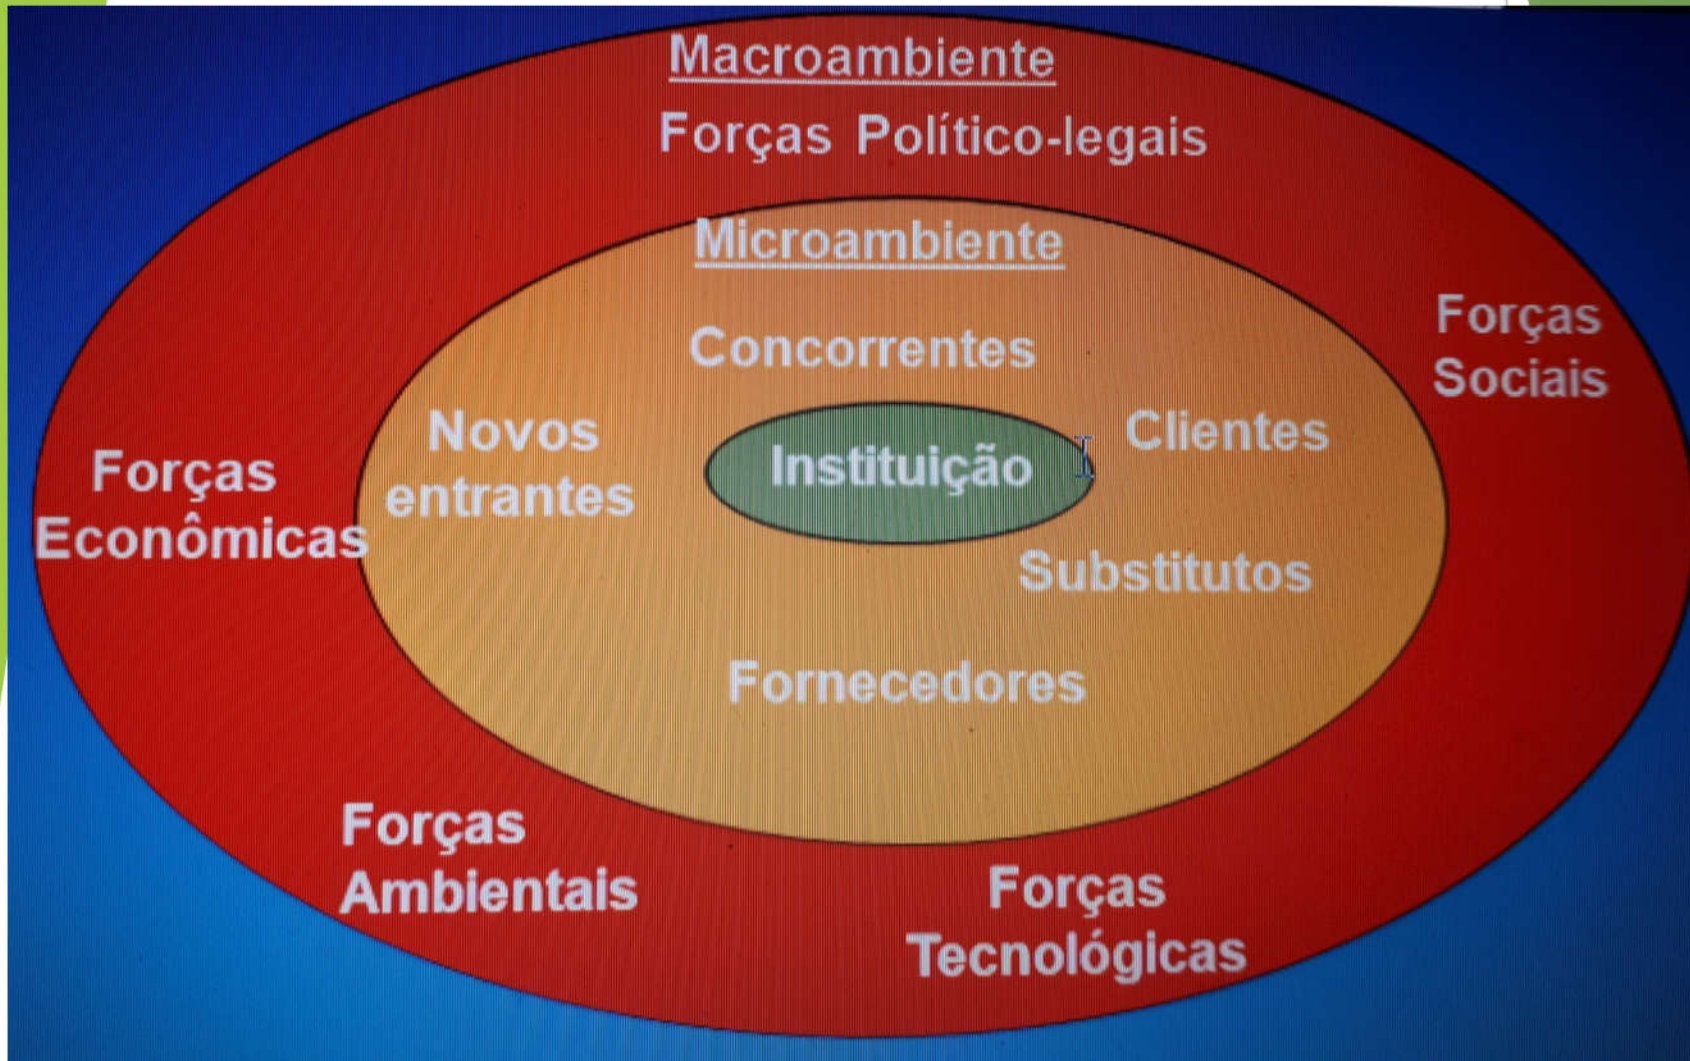 Macroambiente
Forças Político-legais
Microambiente
Forças
Sociais
Concorrentes
Novos
entrantes
Clientes
Instituição
Forças
Econômicas
Substitutos
Fornecedores
Forças
Ambientais
Forças
Tecnológicas